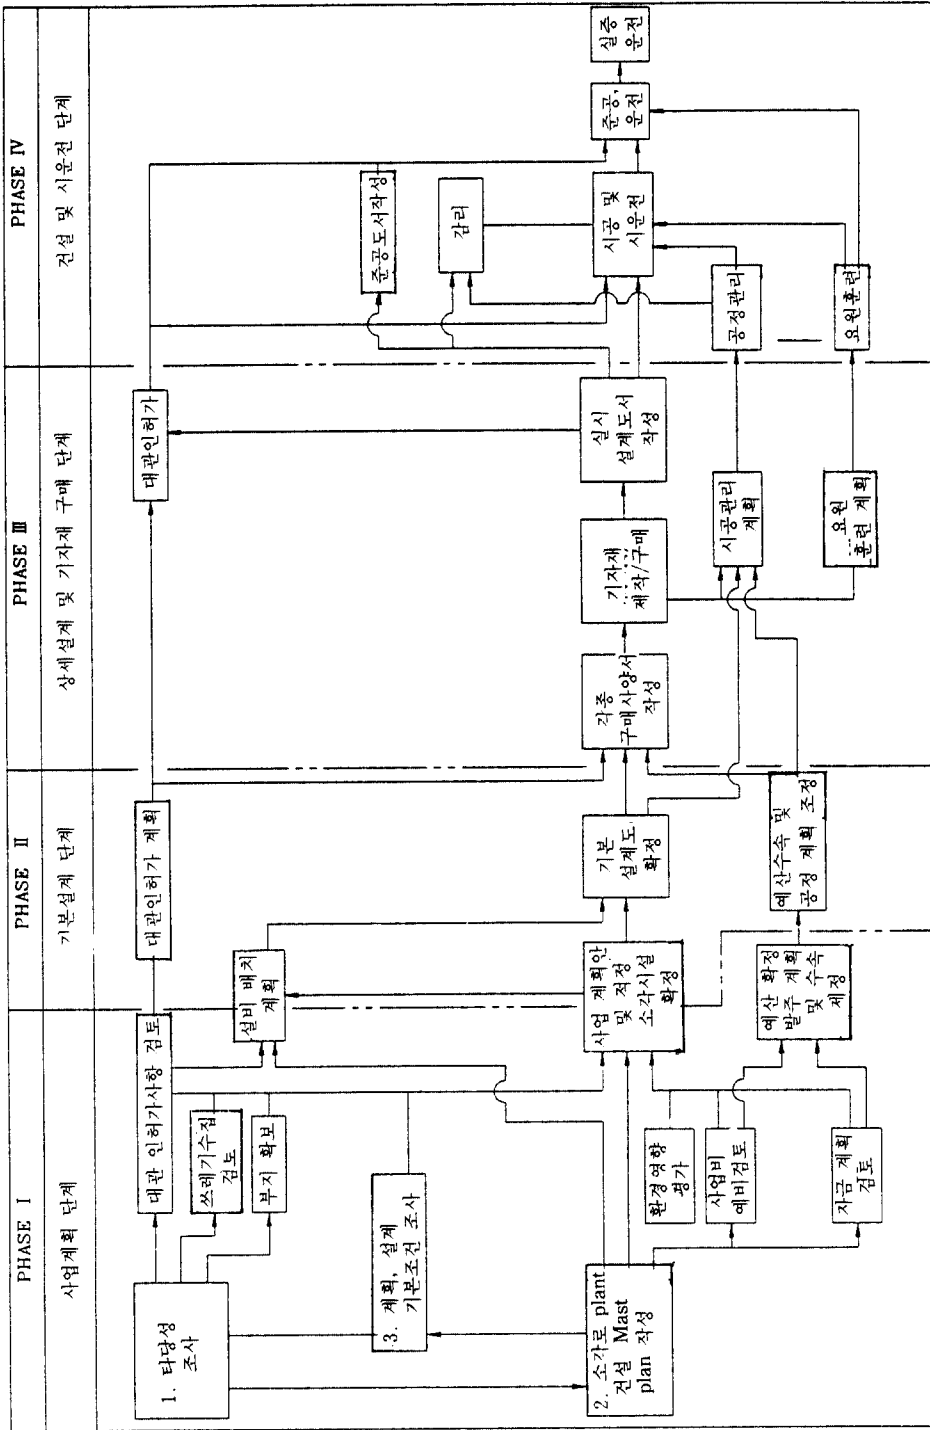 PHASE I
사업계획 단계
1. 타당성
조사
대관 인허가사항 검토
쓰레기수집
검토
부지 확보
3. 계획, 설계
기본조건 조사
2. 소각로 plant
건설 Mast
plan 작성
환경영향
평가
사업비
예비검토
자금 계획
검토
PHASE II
기본설계 단계
대관인허가 계획
설비 배치
계획
사업 계획안
및 적정
소각시설
확정
기본
설계도
확정
예산 확정
발주 계획
및 수속
제정
예산수속 및
공정 계획 조정
PHASE III
상세설계 및 기자재 구매 단계
대관인허가
각종
구매사양서
작성
기자재
제작/구매
실시
설계도서
작성
시공관리
계획
요원
훈련 계획
PHASE IV
건설 및 시운전 단계
준공도서작성
감리
시공 및
시운전
공정관리
요원훈련
준공,
운전
실증
운전